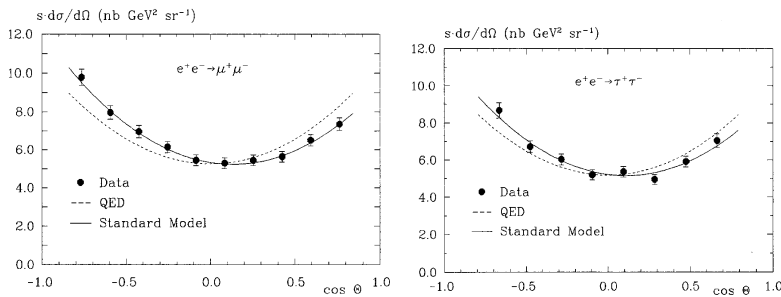 s·dσ/dΩ (nb GeV² sr⁻¹)
12.0
10.0
8.0
6.0
4.0
2.0
0.0
e⁺e⁻→μ⁺μ⁻
Data
QED
Standard Model
-1.0
-0.5
0.0
0.5
1.0
cos Θ
s·dσ/dΩ (nb GeV² sr⁻¹)
12.0
10.0
8.0
6.0
4.0
2.0
0.0
e⁺e⁻→τ⁺τ⁻
Data
QED
Standard Model
-1.0
-0.5
0.0
0.5
1.0
cos Θ